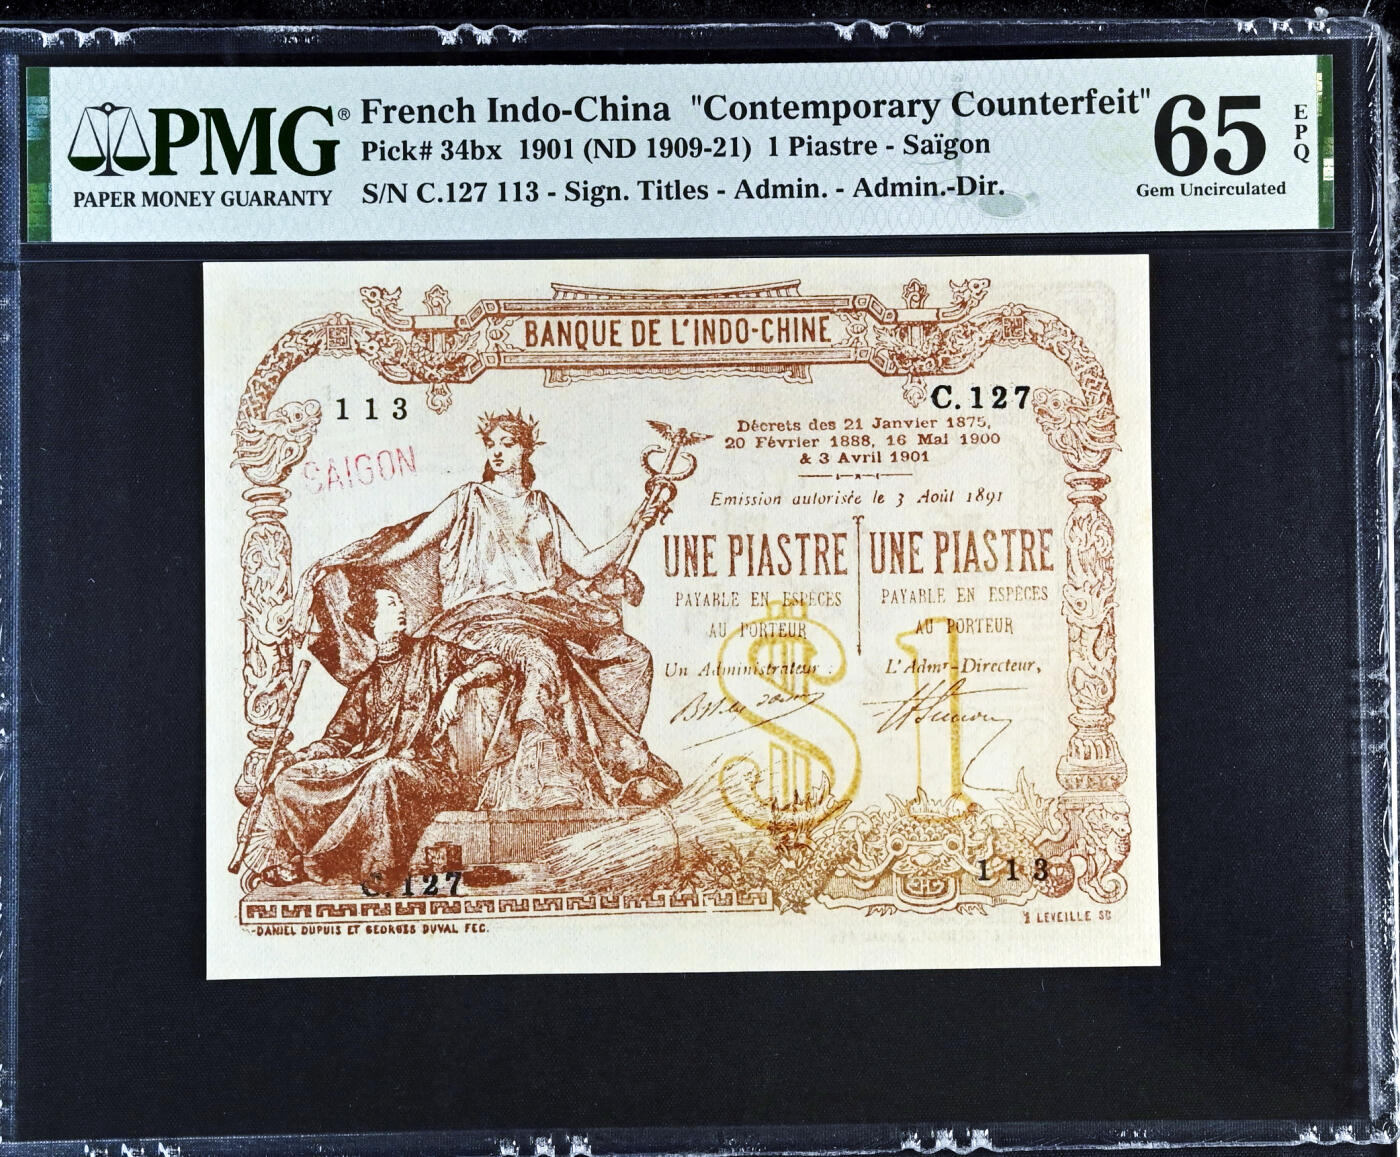 PMG®
PAPER MONEY GUARANTY
French Indo-China "Contemporary Counterfeit"
Pick# 34bx 1901 (ND 1909-21) 1 Piastre - Saïgon
S/N C.127 113 - Sign. Titles - Admin. - Admin.-Dir.
65
EPQ
Gem Uncirculated
BANQUE DE L'INDO-CHINE
113
C.127
SAIGON
Décrets des 21 Janvier 1875,
20 Février 1888, 16 Mai 1900
& 3 Avril 1901
Emission autorisée le 3 Août 1891
UNE PIASTRE
PAYABLE EN ESPÈCES
AU PORTEUR
Un Administrateur :
UNE PIASTRE
PAYABLE EN ESPÈCES
AU PORTEUR
L'Admr-Directeur,
$1
C.127
113
DANIEL DUPUIS ET GEORGES DUVAL FEC.
LEVEILLE SC